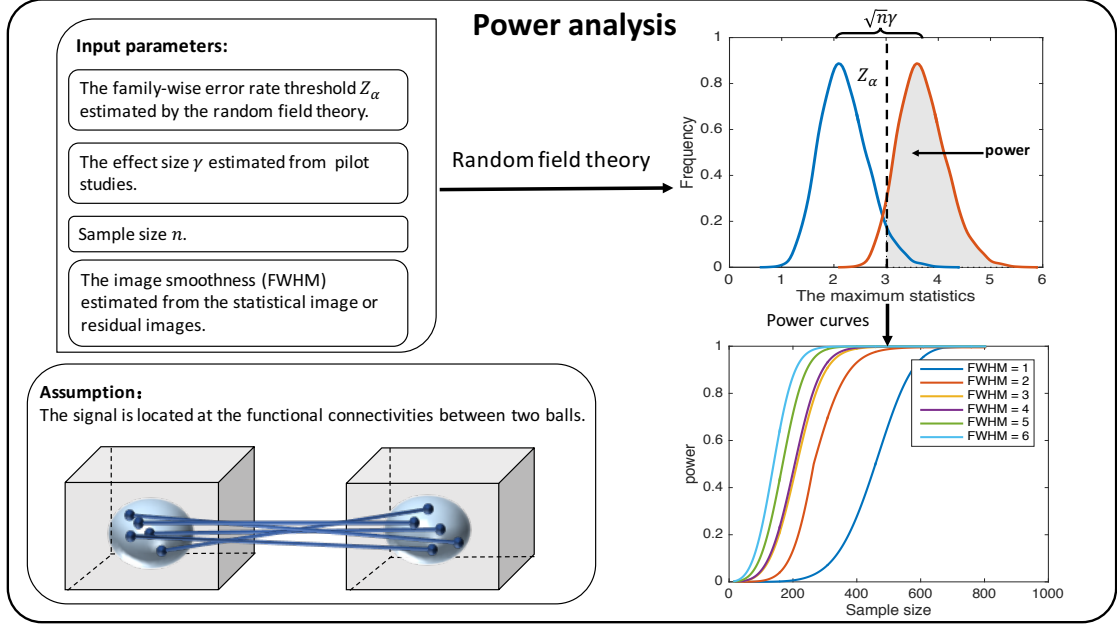 Power analysis
Input parameters:
The family-wise error rate threshold Zα
estimated by the random field theory.
The effect size γ estimated from pilot
studies.
Sample size n.
The image smoothness (FWHM)
estimated from the statistical image or
residual images.
Random field theory
√nγ
Zα
power
Frequency
1
0.8
0.6
0.4
0.2
0
0 1 2 3 4 5 6
The maximum statistics
Power curves
Assumption：
The signal is located at the functional connectivities between two balls.
power
1
0.8
0.6
0.4
0.2
0
FWHM = 1
FWHM = 2
FWHM = 3
FWHM = 4
FWHM = 5
FWHM = 6
0 200 400 600 800 1000
Sample size